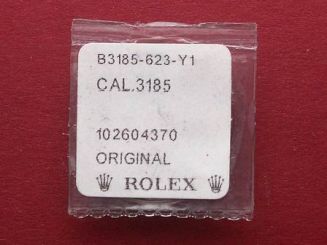 B3185-623-Y1
CAL.3185
102604370
ORIGINAL
ROLEX